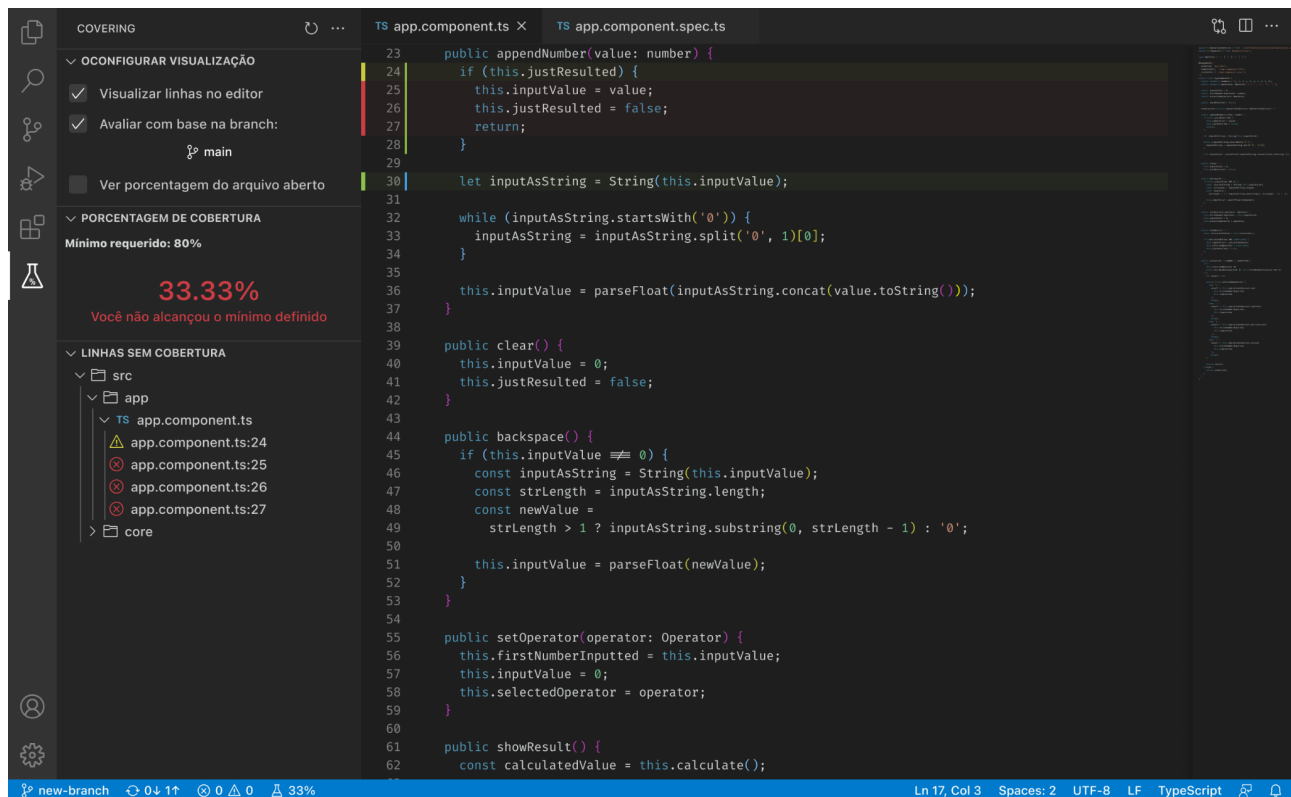 COVERING
OCONFIGURAR VISUALIZAÇÃO
Visualizar linhas no editor
Avaliar com base na branch:
main
Ver porcentagem do arquivo aberto
PORCENTAGEM DE COBERTURA
Mínimo requerido: 80%
33.33%
Você não alcançou o mínimo definido
LINHAS SEM COBERTURA
src
app
TS app.component.ts
app.component.ts:24
app.component.ts:25
app.component.ts:26
app.component.ts:27
core
TS app.component.ts ×
TS app.component.spec.ts
23 public appendNumber(value: number) {
24 if (this.justResulted) {
25 this.inputValue = value;
26 this.justResulted = false;
27 return;
28 }
29
30 let inputAsString = String(this.inputValue);
31
32 while (inputAsString.startsWith('0')) {
33 inputAsString = inputAsString.split('0', 1)[0];
34 }
35
36 this.inputValue = parseFloat(inputAsString.concat(value.toString()));
37 }
38
39 public clear() {
40 this.inputValue = 0;
41 this.justResulted = false;
42 }
43
44 public backspace() {
45 if (this.inputValue ≢ 0) {
46 const inputAsString = String(this.inputValue);
47 const strLength = inputAsString.length;
48 const newValue =
49 strLength > 1 ? inputAsString.substring(0, strLength - 1) : '0';
50
51 this.inputValue = parseFloat(newValue);
52 }
53 }
54
55 public setOperator(operator: Operator) {
56 this.firstNumberInputted = this.inputValue;
57 this.inputValue = 0;
58 this.selectedOperator = operator;
59 }
60
61 public showResult() {
62 const calculatedValue = this.calculate();
new-branch 0↓ 1↑ 0 0 33%
Ln 17, Col 3 Spaces: 2 UTF-8 LF TypeScript